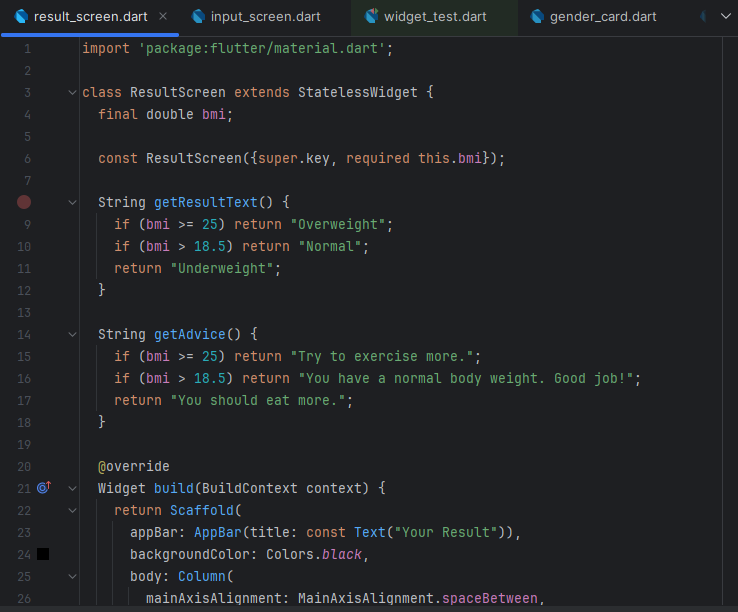 result_screen.dart input_screen.dart widget_test.dart gender_card.dart
1 import 'package:flutter/material.dart';
2
3 class ResultScreen extends StatelessWidget {
4 final double bmi;
5
6 const ResultScreen({super.key, required this.bmi});
7
String getResultText() {
9 if (bmi >= 25) return "Overweight";
10 if (bmi > 18.5) return "Normal";
11 return "Underweight";
12 }
13
14 String getAdvice() {
15 if (bmi >= 25) return "Try to exercise more.";
16 if (bmi > 18.5) return "You have a normal body weight. Good job!";
17 return "You should eat more.";
18 }
19
20 @override
21 Widget build(BuildContext context) {
22 return Scaffold(
23 appBar: AppBar(title: const Text("Your Result")),
24 backgroundColor: Colors.black,
25 body: Column(
26 mainAxisAlignment: MainAxisAlignment.spaceBetween,